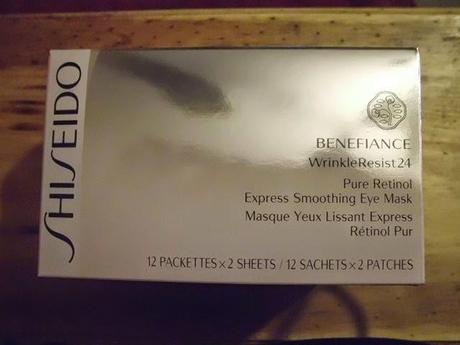 SHISEIDO
BENEFIANCE
WrinkleResist24
Pure Retinol
Express Smoothing Eye Mask
Masque Yeux Lissant Express
Rétinol Pur
12 PACKETTES×2 SHEETS / 12 SACHETS×2 PATCHES